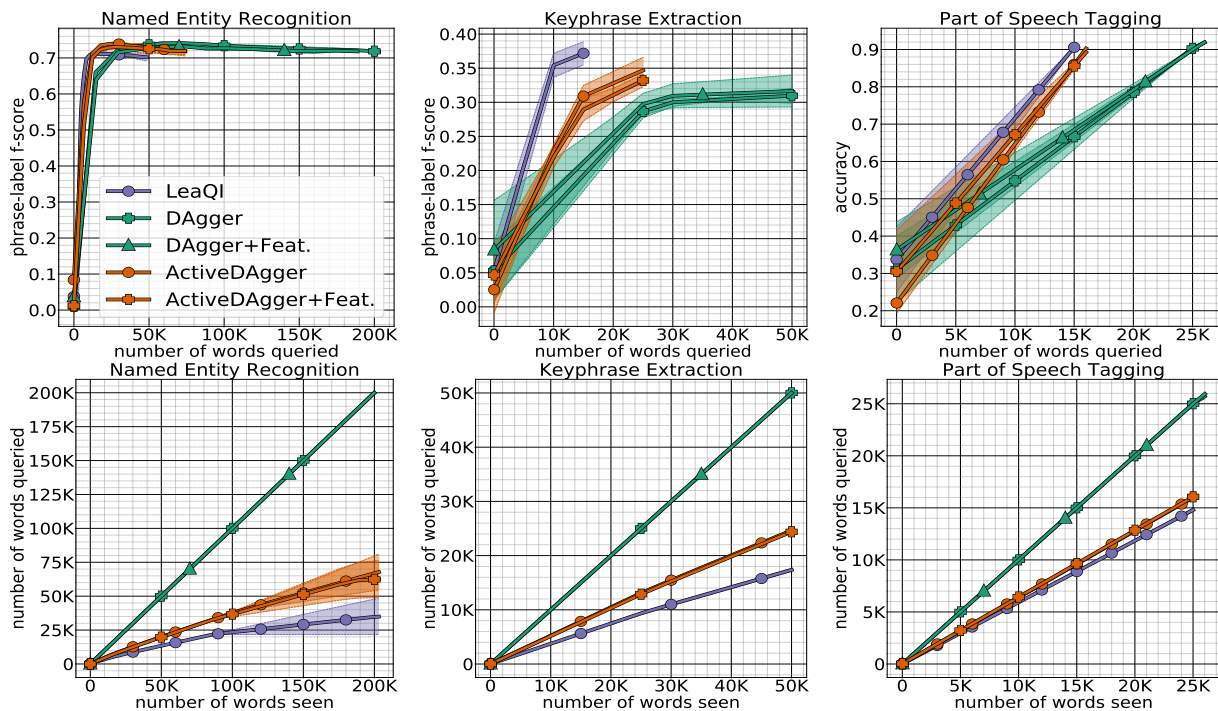 Named Entity Recognition
phrase-label f-score
0.7
0.6
0.5
0.4
0.3
0.2
0.1
0.0
LeaQI
DAgger
DAgger+Feat.
ActiveDAgger
ActiveDAgger+Feat.
0 50K 100K 150K 200K
number of words queried
Keyphrase Extraction
phrase-label f-score
0.40
0.35
0.30
0.25
0.20
0.15
0.10
0.05
0.00
0 10K 20K 30K 40K 50K
number of words queried
Part of Speech Tagging
accuracy
0.9
0.8
0.7
0.6
0.5
0.4
0.3
0.2
0 5K 10K 15K 20K 25K
number of words queried
Named Entity Recognition
number of words queried
200K
175K
150K
125K
100K
75K
50K
25K
0
0 50K 100K 150K 200K
number of words seen
Keyphrase Extraction
number of words queried
50K
40K
30K
20K
10K
0
0 10K 20K 30K 40K 50K
number of words seen
Part of Speech Tagging
number of words queried
25K
20K
15K
10K
5K
0
0 5K 10K 15K 20K 25K
number of words seen